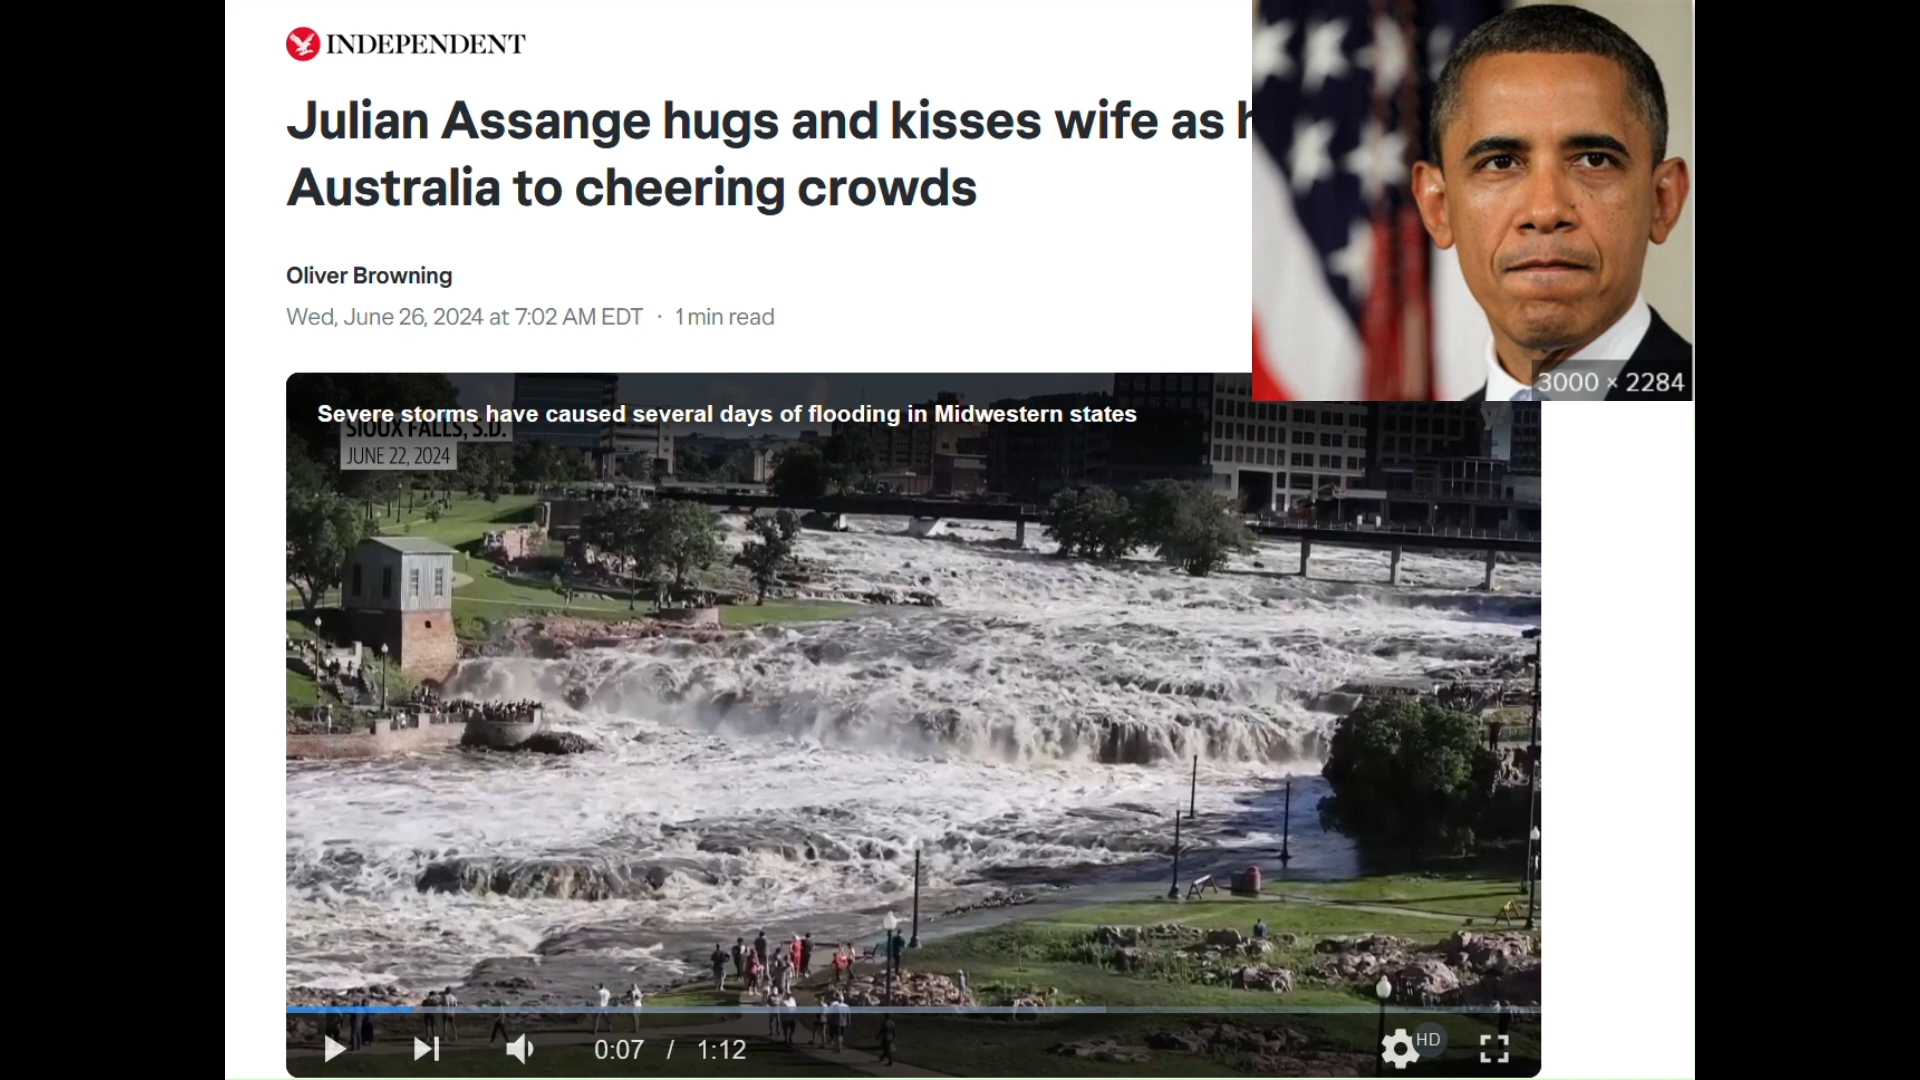 INDEPENDENT
Julian Assange hugs and kisses wife as h
Australia to cheering crowds
Oliver Browning
Wed, June 26, 2024 at 7:02 AM EDT · 1 min read
3000 × 2284
Severe storms have caused several days of flooding in Midwestern states
SIOUX FALLS, S.D.
JUNE 22, 2024
0:07 / 1:12
HD